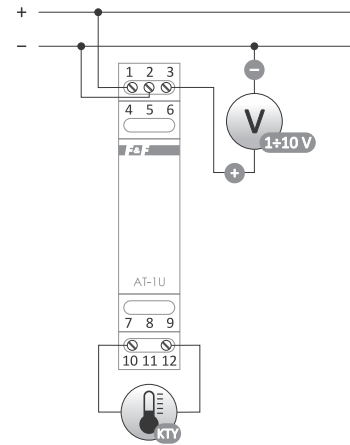 +
−
1 2 3
−
4 5 6
V
1÷10 V
F&F
+
AT-1U
7 8 9
10 11 12
KTY